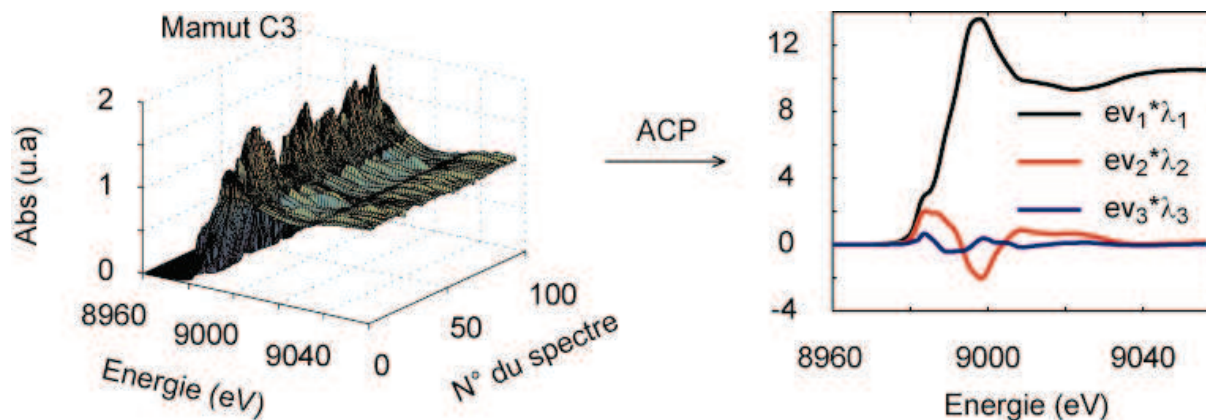 Mamut C3
Abs (u.a)
2
1
0
8960
9000
9040
Energie (eV)
0
50
100
N° du spectre
ACP
12
8
4
0
-4
ev₁*λ₁
ev₂*λ₂
ev₃*λ₃
8960
9000
9040
Energie (eV)